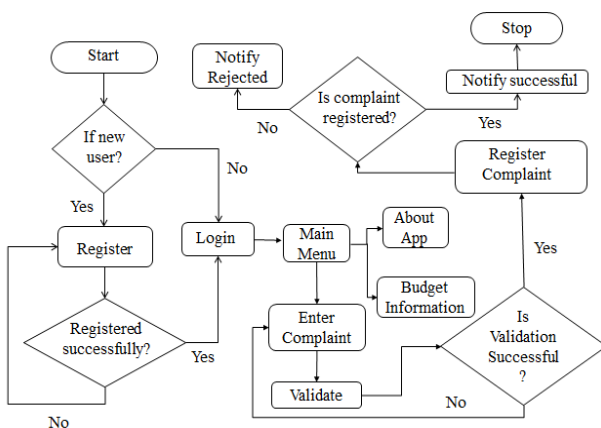 Start
If new
user?
Yes
No
Register
Registered
successfully?
Yes
No
Login
Main
Menu
About
App
Budget
Information
Enter
Complaint
Validate
Is
Validation
Successful
?
No
Yes
Register
Complaint
Is complaint
registered?
No
Yes
Notify
Rejected
Notify successful
Stop